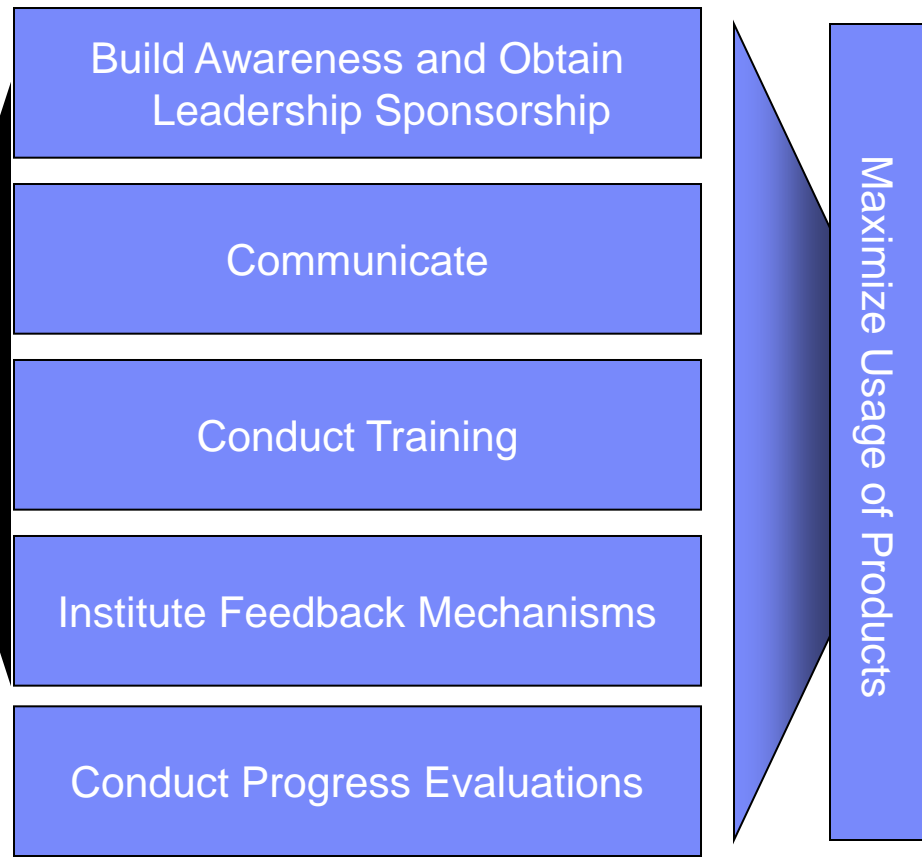 Build Awareness and Obtain
Leadership Sponsorship
Communicate
Conduct Training
Institute Feedback Mechanisms
Conduct Progress Evaluations
Maximize Usage of Products